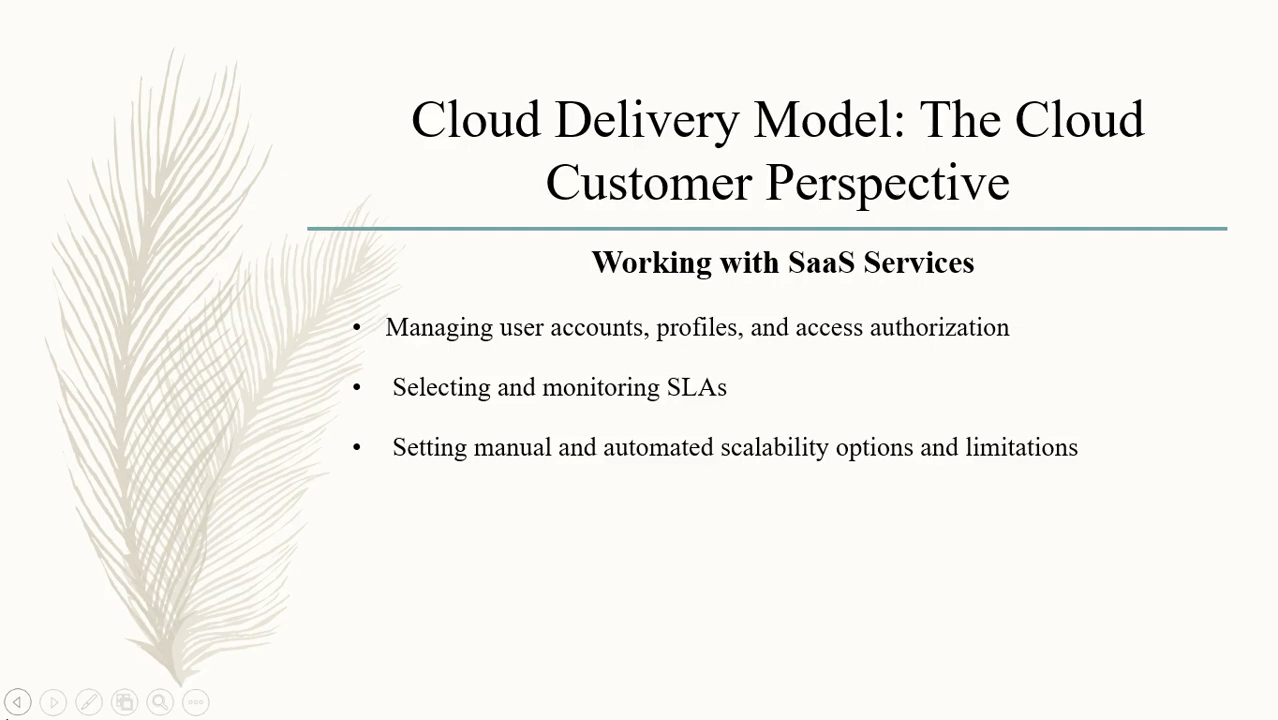 Cloud Delivery Model: The Cloud
Customer Perspective
Working with SaaS Services
• Managing user accounts, profiles, and access authorization
• Selecting and monitoring SLAs
• Setting manual and automated scalability options and limitations